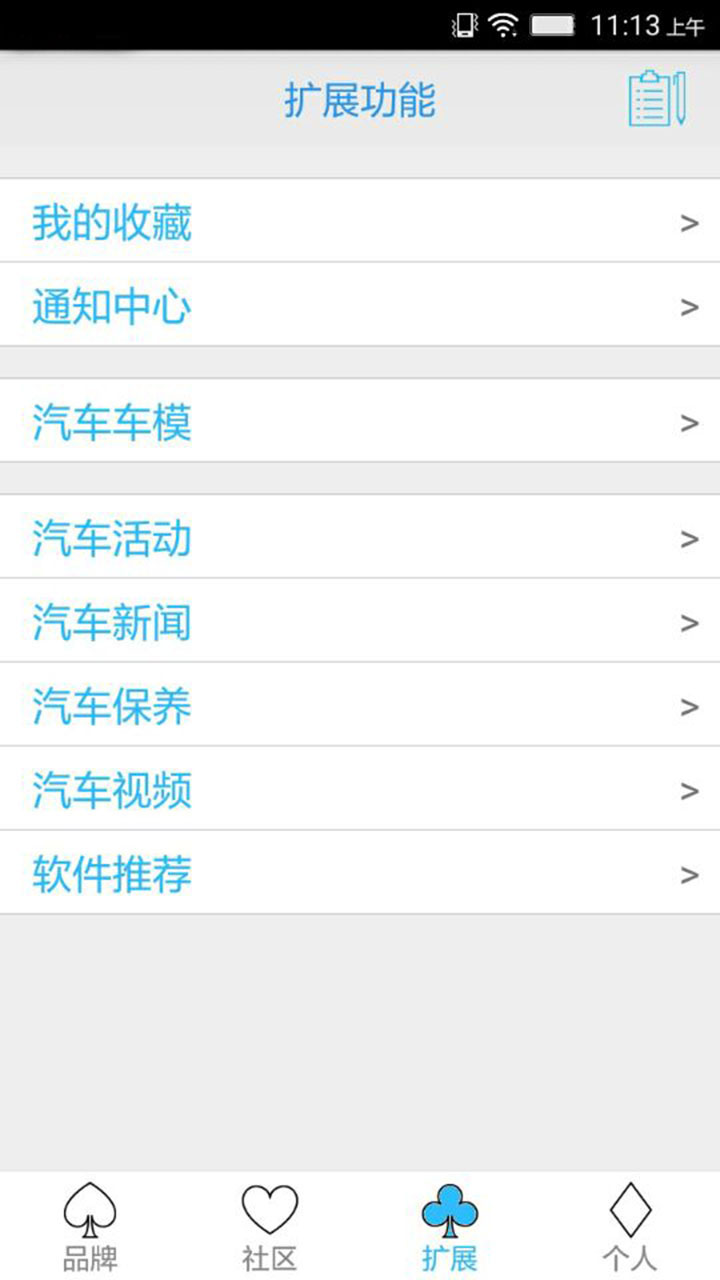 11:13 上午
扩展功能
我的收藏 >
通知中心 >
汽车车模 >
汽车活动 >
汽车新闻 >
汽车保养 >
汽车视频 >
软件推荐 >
品牌 社区 扩展 个人